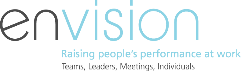 envision
Raising people's performance at work
Teams, Leaders, Meetings, Individuals